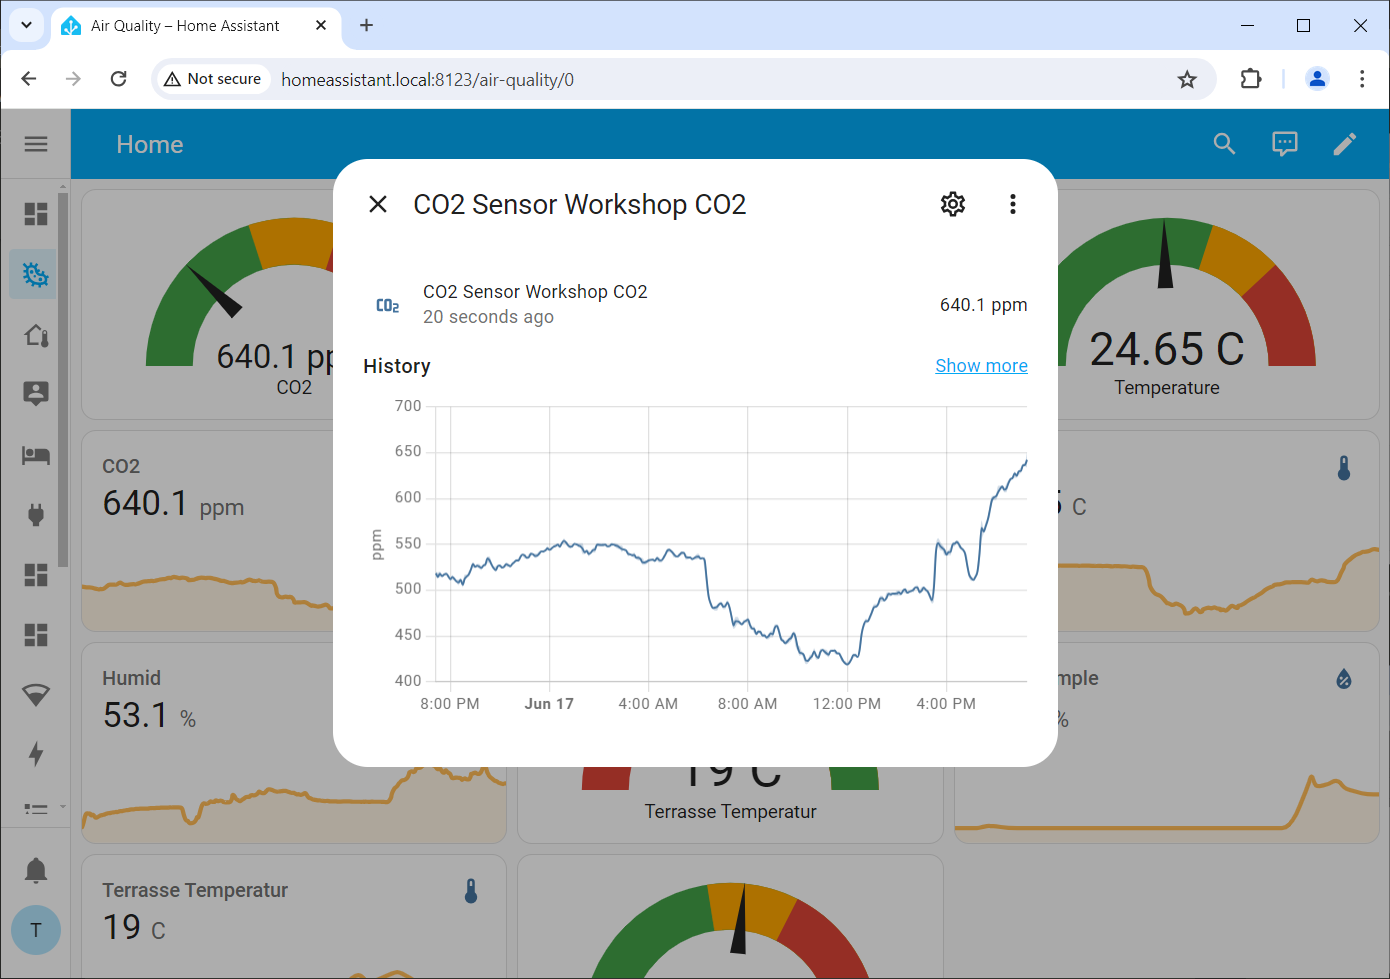 Air Quality – Home Assistant
Not secure
homeassistant.local:8123/air-quality/0
Home
CO2 Sensor Workshop CO2
CO2 Sensor Workshop CO2
20 seconds ago
640.1 ppm
CO2
History
Show more
700
650
600
550
500
450
400
ppm
8:00 PM
Jun 17
4:00 AM
8:00 AM
12:00 PM
4:00 PM
640.1 pp
CO2
24.65 C
Temperature
CO2
640.1 ppm
C
Humid
53.1 %
19 C
Terrasse Temperatur
mple
%
Terrasse Temperatur
19 C
T